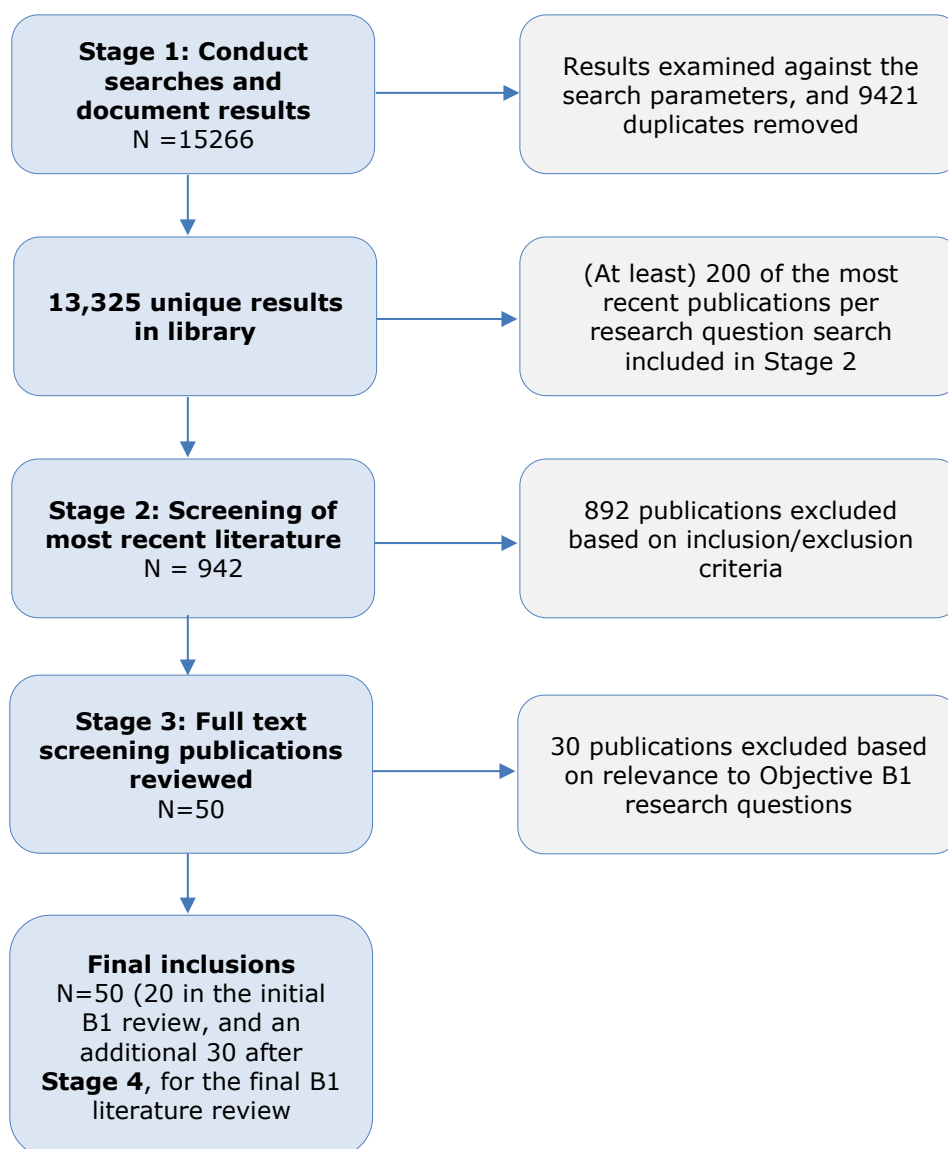 Stage 1: Conduct
searches and
document results
N =15266
Results examined against the
search parameters, and 9421
duplicates removed
13,325 unique results
in library
(At least) 200 of the most
recent publications per
research question search
included in Stage 2
Stage 2: Screening of
most recent literature
N = 942
892 publications excluded
based on inclusion/exclusion
criteria
Stage 3: Full text
screening publications
reviewed
N=50
30 publications excluded based
on relevance to Objective B1
research questions
Final inclusions
N=50 (20 in the initial
B1 review, and an
additional 30 after
Stage 4, for the final B1
literature review